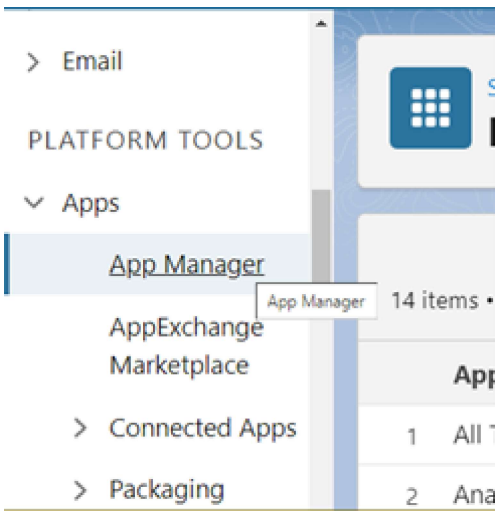 Email
PLATFORM TOOLS
Apps
App Manager
App Manager
AppExchange
Marketplace
Connected Apps
Packaging
14 items •
App
1 All
2 Ana